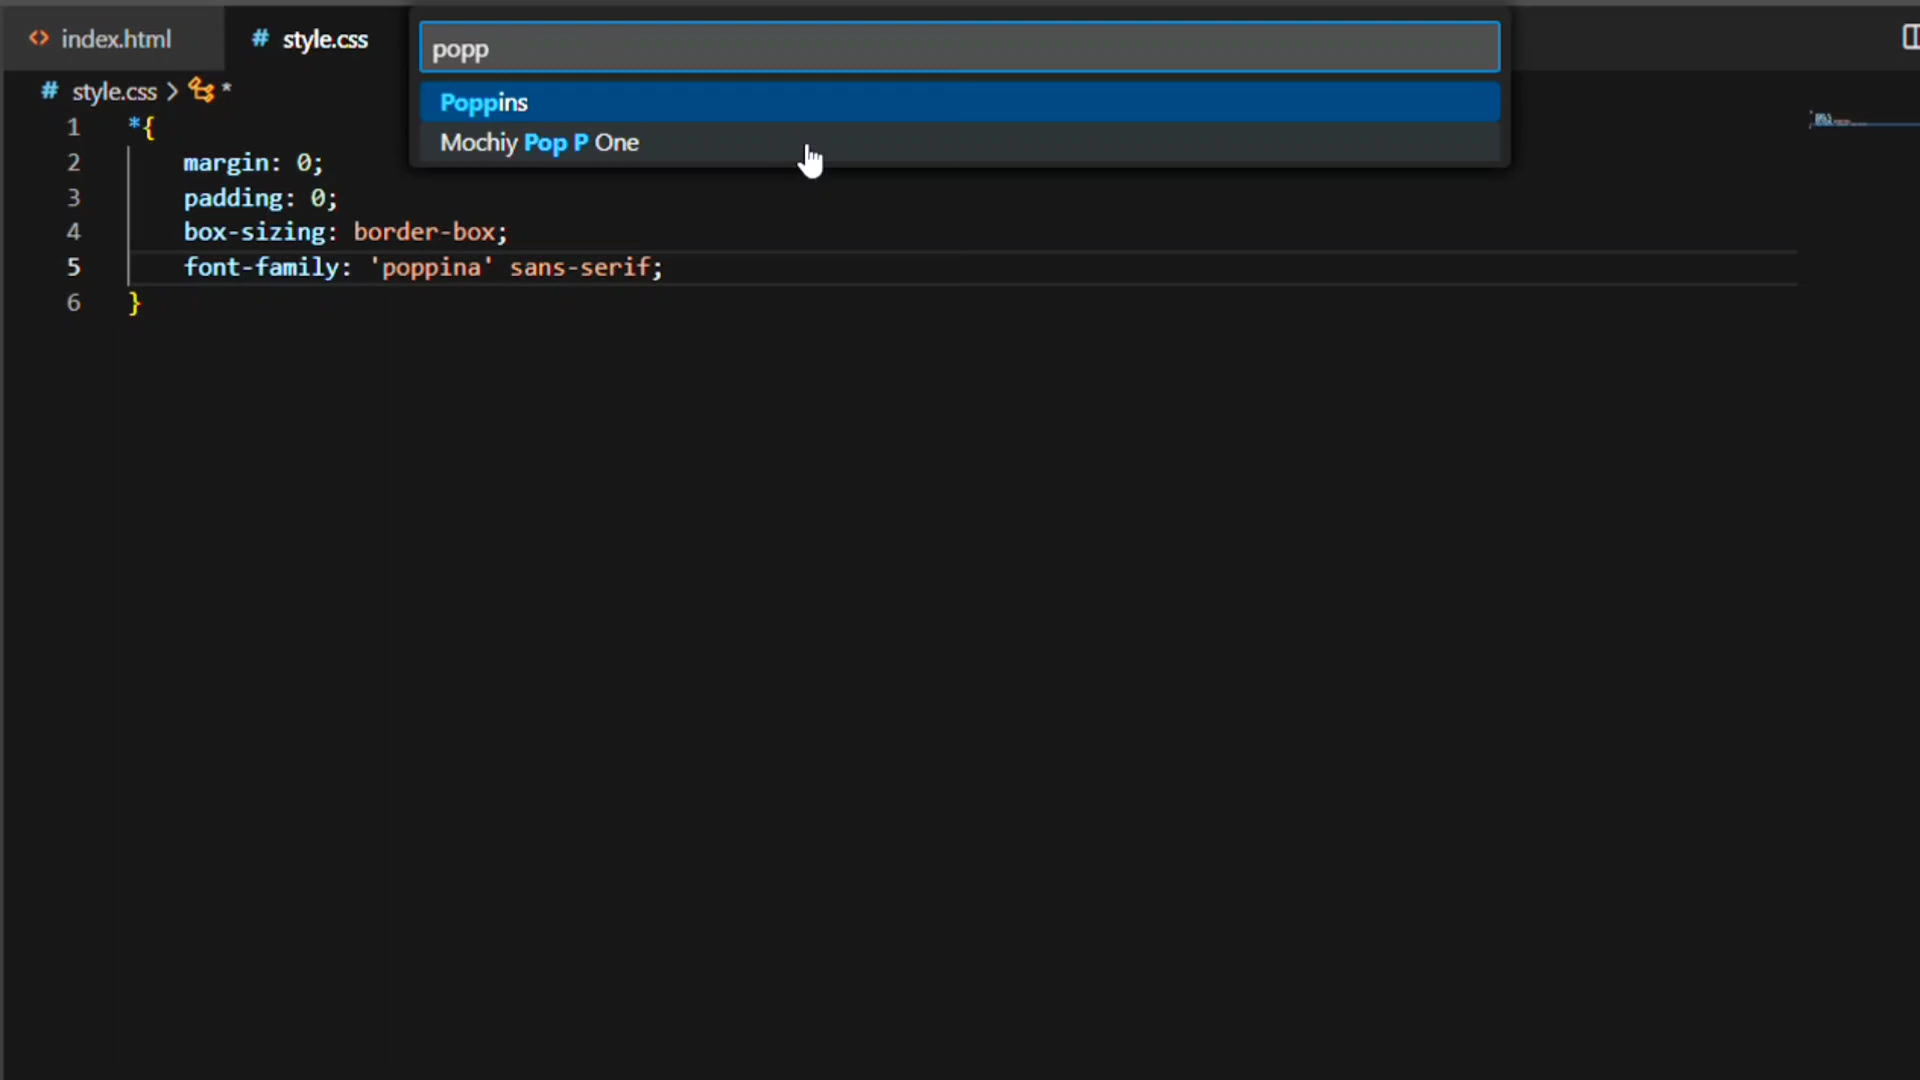 index.html
style.css
popp
Poppins
Mochiy Pop P One
style.css > *
1 *{
2 margin: 0;
3 padding: 0;
4 box-sizing: border-box;
5 font-family: 'poppina' sans-serif;
6 }